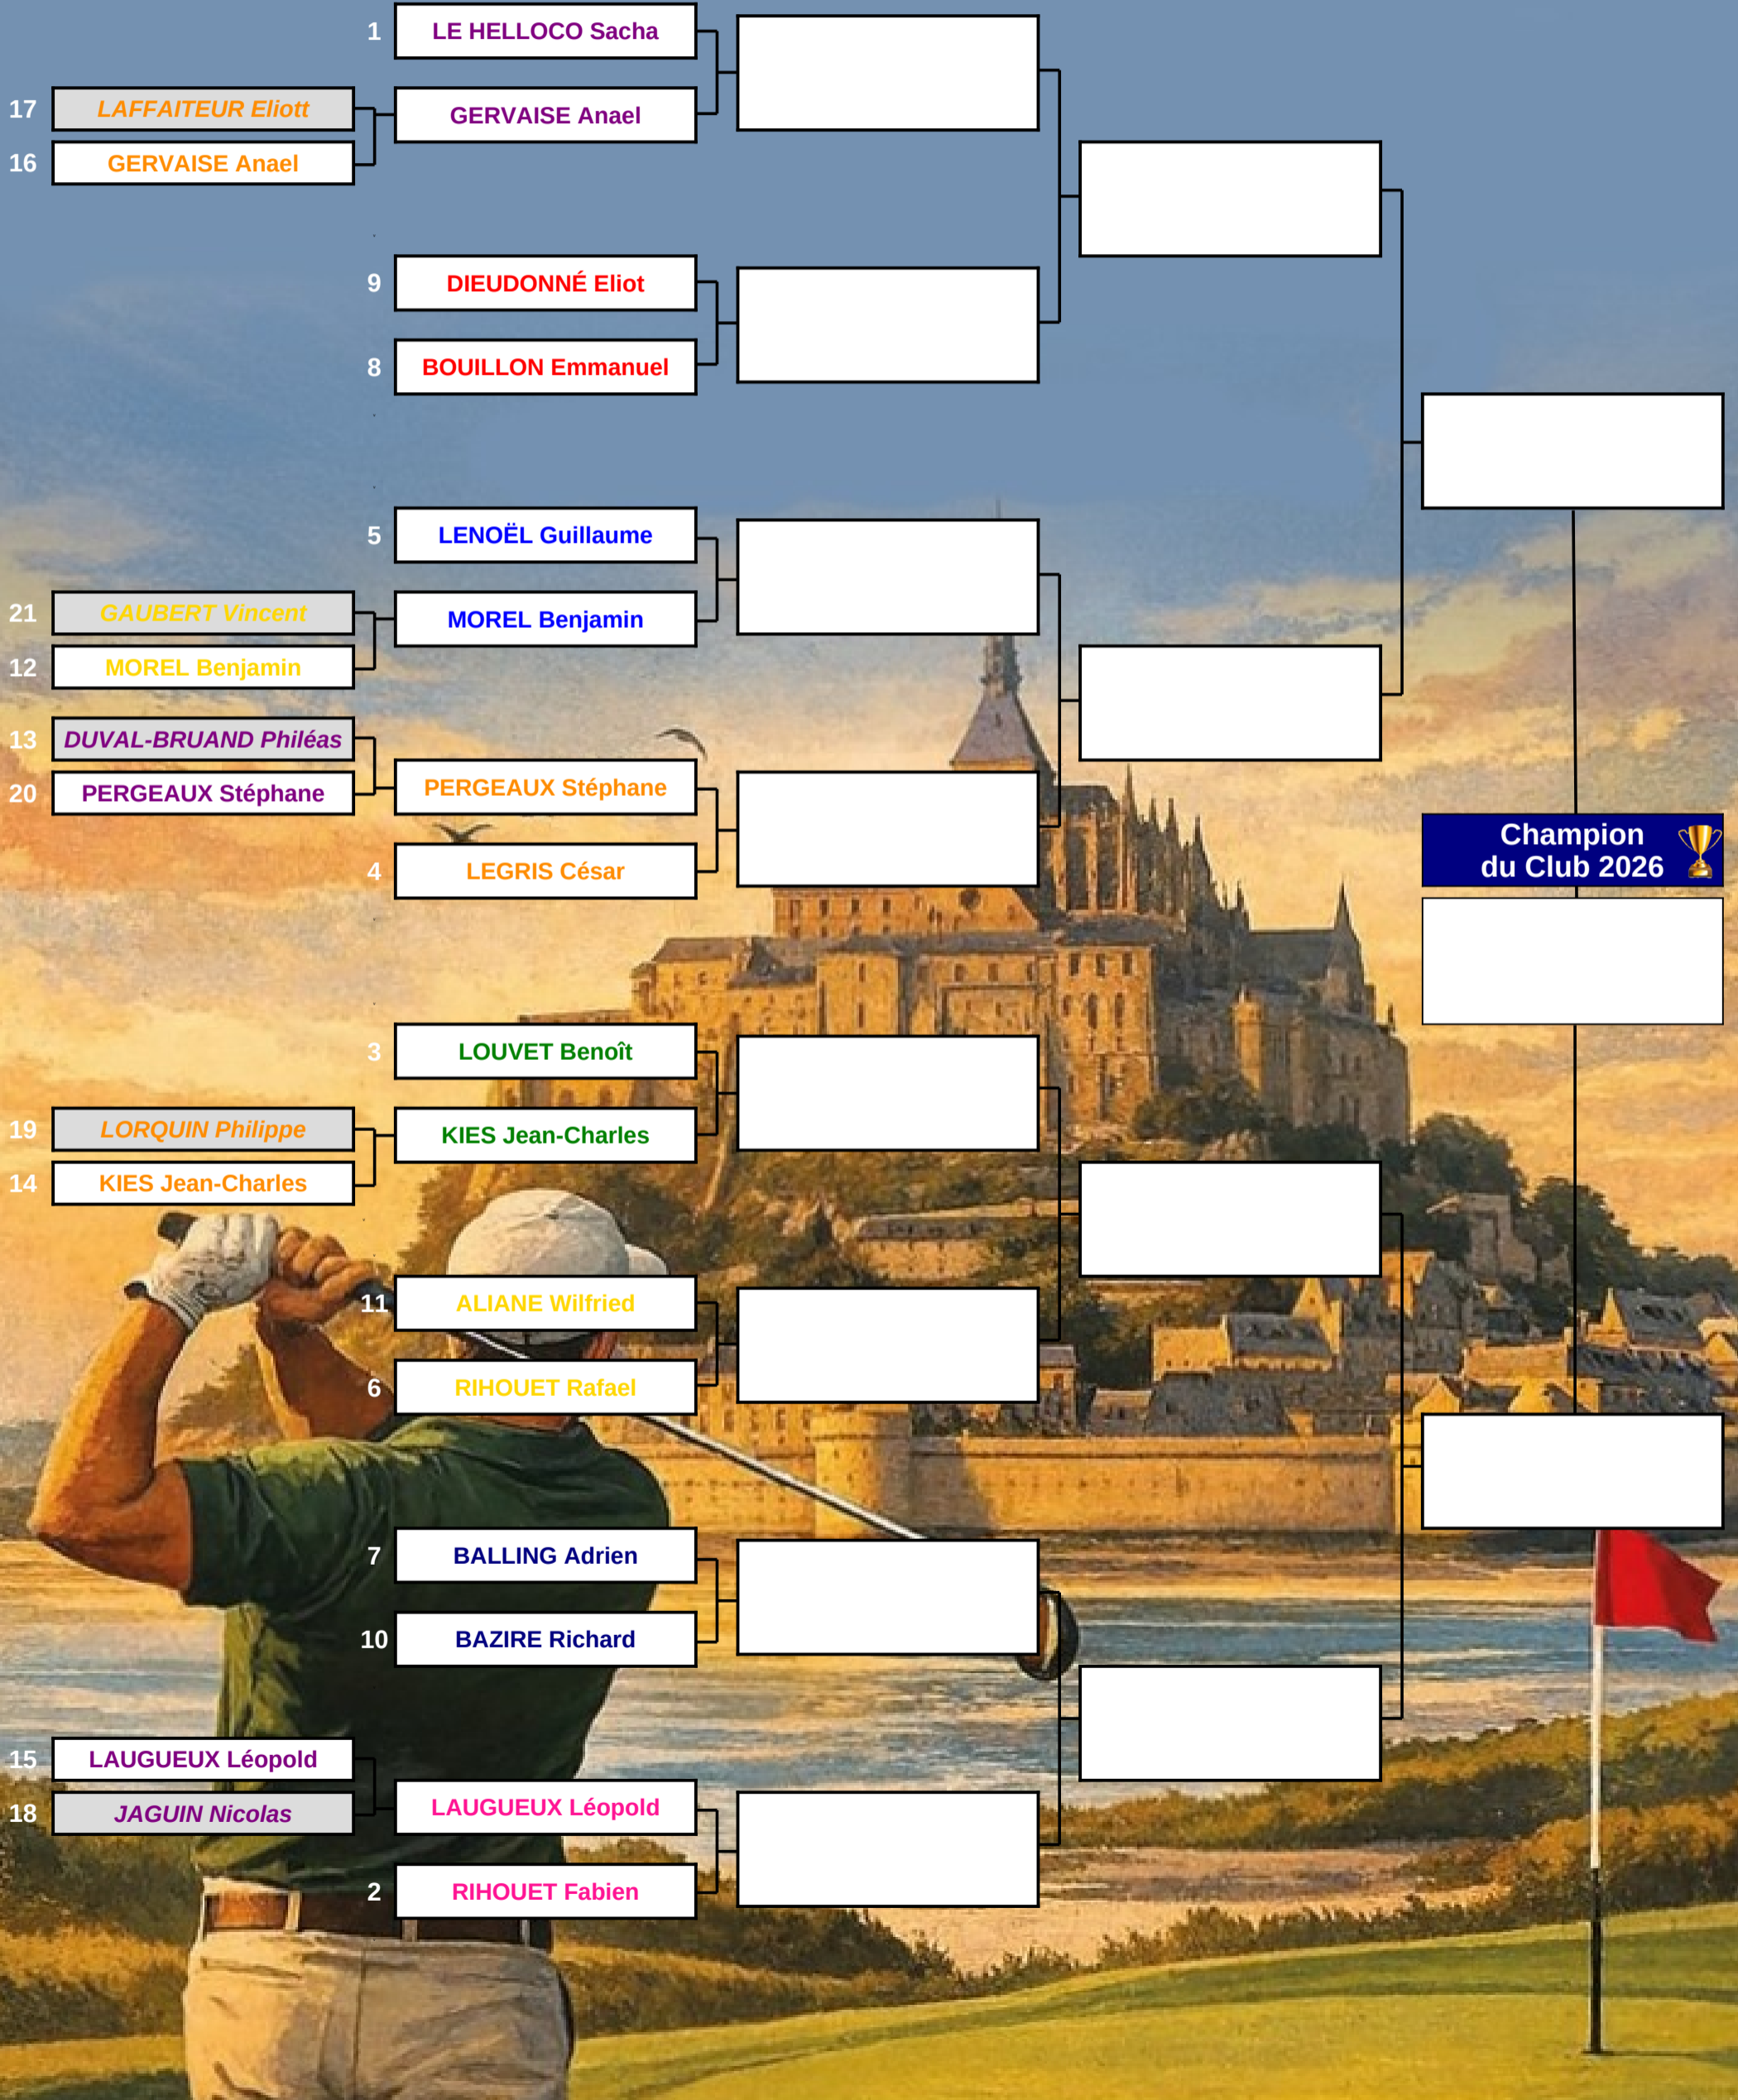 1 LE HELLOCO Sacha
17 LAFFAITEUR Eliott
GERVAISE Anael
16 GERVAISE Anael
9 DIEUDONNÉ Eliot
8 BOUILLON Emmanuel
5 LENOËL Guillaume
21 GAUBERT Vincent
MOREL Benjamin
12 MOREL Benjamin
13 DUVAL-BRUAND Philéas
PERGEAUX Stéphane
20 PERGEAUX Stéphane
4 LEGRIS César
Champion
du Club 2026
3 LOUVET Benoît
19 LORQUIN Philippe
KIES Jean-Charles
14 KIES Jean-Charles
11 ALIANE Wilfried
6 RIHOUET Rafael
7 BALLING Adrien
10 BAZIRE Richard
15 LAUGUEUX Léopold
LAUGUEUX Léopold
18 JAGUIN Nicolas
2 RIHOUET Fabien